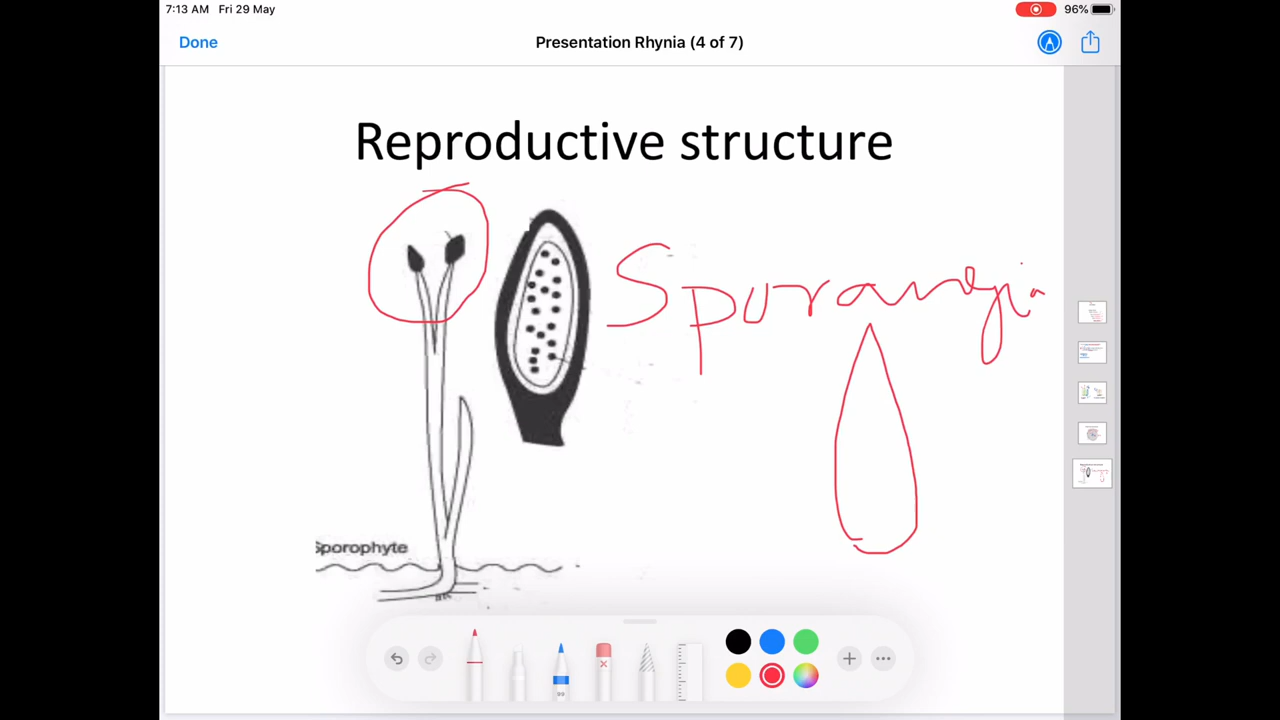 7:13 AM Fri 29 May
96%
Done
Presentation Rhynia (4 of 7)
Reproductive structure
Sporangia
Sporophyte